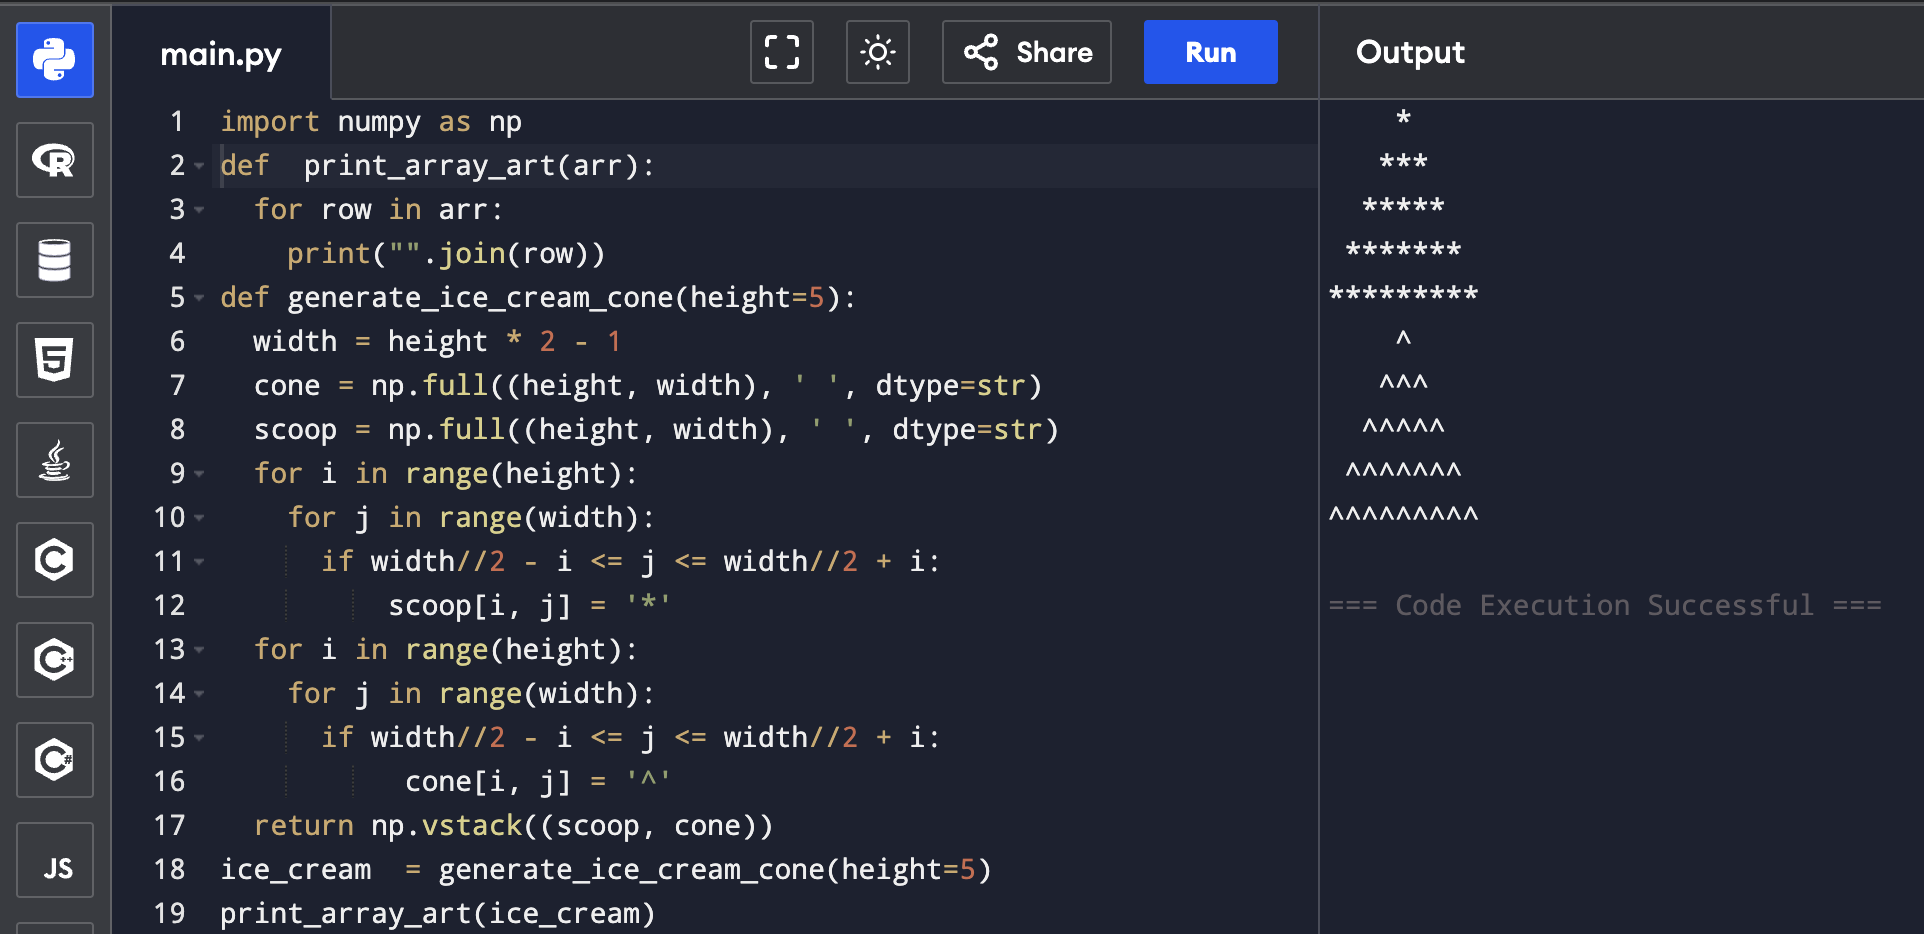 main.py
Share
Run
Output
1 import numpy as np
2 def  print_array_art(arr):
3   for row in arr:
4     print("".join(row))
5 def generate_ice_cream_cone(height=5):
6   width = height * 2 - 1
7   cone = np.full((height, width), ' ', dtype=str)
8   scoop = np.full((height, width), ' ', dtype=str)
9   for i in range(height):
10     for j in range(width):
11       if width//2 - i <= j <= width//2 + i:
12           scoop[i, j] = '*'
13   for i in range(height):
14     for j in range(width):
15       if width//2 - i <= j <= width//2 + i:
16            cone[i, j] = '^'
17   return np.vstack((scoop, cone))
18 ice_cream  = generate_ice_cream_cone(height=5)
19 print_array_art(ice_cream)
    *
   ***
  *****
 *******
*********
    ^
   ^^^
  ^^^^^
 ^^^^^^^
^^^^^^^^^
=== Code Execution Successful ===
R
5
C
C++
C#
JS